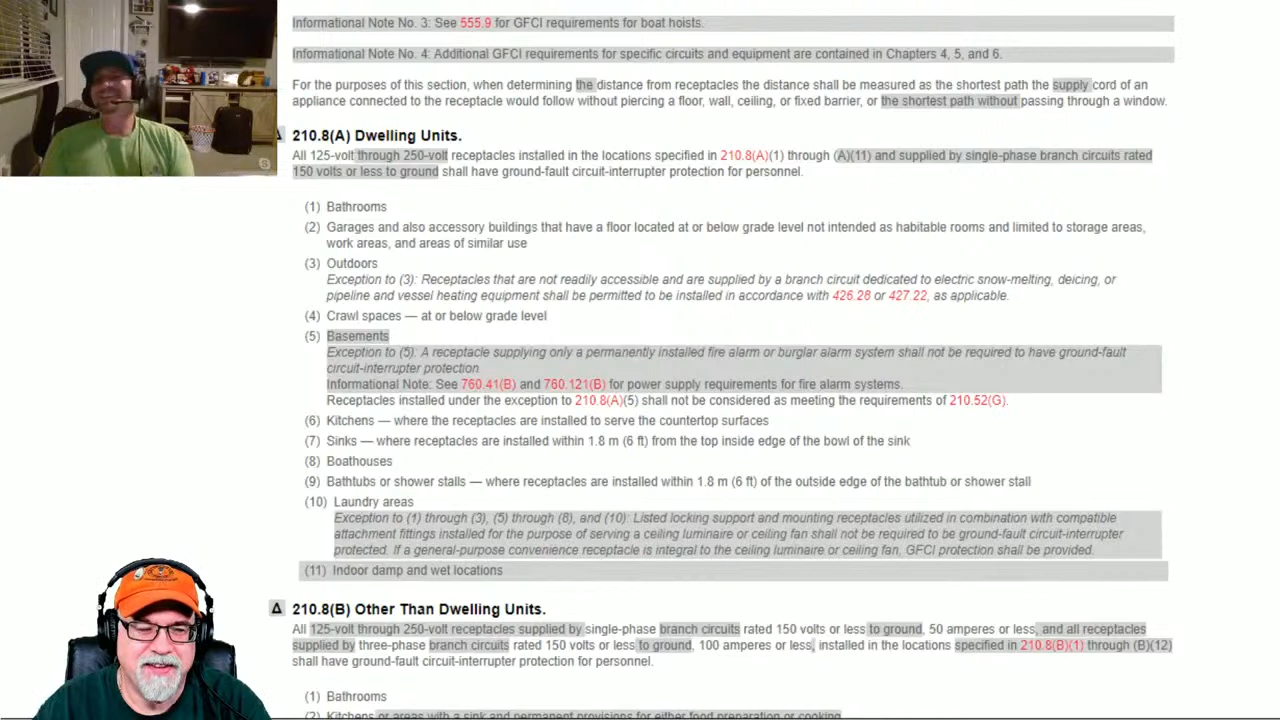 Informational Note No. 3: See 555.9 for GFCI requirements for boat hoists.
Informational Note No. 4: Additional GFCI requirements for specific circuits and equipment are contained in Chapters 4, 5, and 6.
For the purposes of this section, when determining the distance from receptacles the distance shall be measured as the shortest path the supply cord of an
appliance connected to the receptacle would follow without piercing a floor, wall, ceiling, or fixed barrier, or the shortest path without passing through a window.
Δ 210.8(A) Dwelling Units.
All 125-volt through 250-volt receptacles installed in the locations specified in 210.8(A)(1) through (A)(11) and supplied by single-phase branch circuits rated
150 volts or less to ground shall have ground-fault circuit-interrupter protection for personnel.
(1) Bathrooms
(2) Garages and also accessory buildings that have a floor located at or below grade level not intended as habitable rooms and limited to storage areas,
work areas, and areas of similar use
(3) Outdoors
Exception to (3): Receptacles that are not readily accessible and are supplied by a branch circuit dedicated to electric snow-melting, deicing, or
pipeline and vessel heating equipment shall be permitted to be installed in accordance with 426.28 or 427.22, as applicable.
(4) Crawl spaces — at or below grade level
(5) Basements
Exception to (5): A receptacle supplying only a permanently installed fire alarm or burglar alarm system shall not be required to have ground-fault
circuit-interrupter protection
Informational Note: See 760.41(B) and 760.121(B) for power supply requirements for fire alarm systems.
Receptacles installed under the exception to 210.8(A)(5) shall not be considered as meeting the requirements of 210.52(G).
(6) Kitchens — where the receptacles are installed to serve the countertop surfaces
(7) Sinks — where receptacles are installed within 1.8 m (6 ft) from the top inside edge of the bowl of the sink
(8) Boathouses
(9) Bathtubs or shower stalls — where receptacles are installed within 1.8 m (6 ft) of the outside edge of the bathtub or shower stall
(10) Laundry areas
Exception to (1) through (3), (5) through (8), and (10): Listed locking support and mounting receptacles utilized in combination with compatible
attachment fittings installed for the purpose of serving a ceiling luminaire or ceiling fan shall not be required to be ground-fault circuit-interrupter
protected. If a general-purpose convenience receptacle is integral to the ceiling luminaire or ceiling fan, GFCI protection shall be provided.
(11) Indoor damp and wet locations
Δ 210.8(B) Other Than Dwelling Units.
All 125-volt through 250-volt receptacles supplied by single-phase branch circuits rated 150 volts or less to ground, 50 amperes or less, and all receptacles
supplied by three-phase branch circuits rated 150 volts or less to ground, 100 amperes or less, installed in the locations specified in 210.8(B)(1) through (B)(12)
shall have ground-fault circuit-interrupter protection for personnel.
(1) Bathrooms
(2) Kitchens or areas with a sink and permanent provisions for either food preparation or cooking